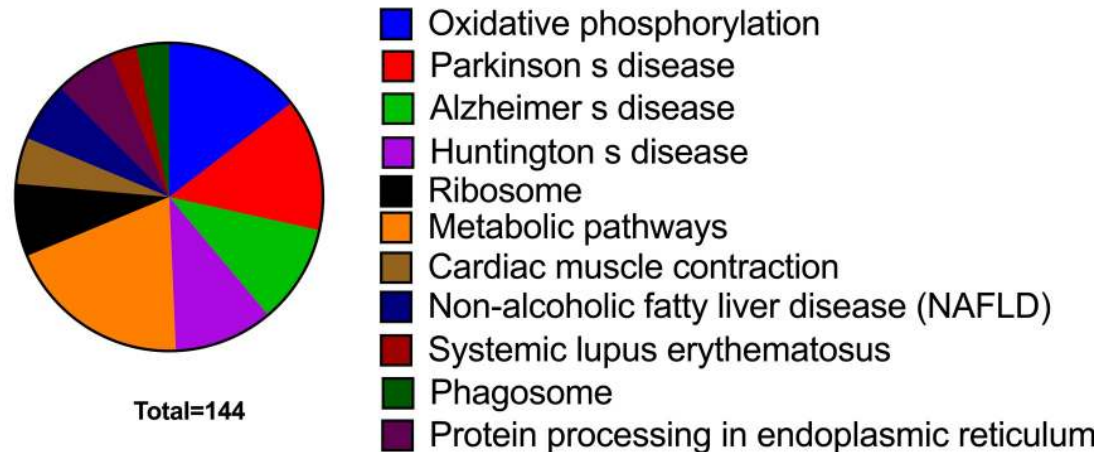 Oxidative phosphorylation
Parkinson s disease
Alzheimer s disease
Huntington s disease
Ribosome
Metabolic pathways
Cardiac muscle contraction
Non-alcoholic fatty liver disease (NAFLD)
Systemic lupus erythematosus
Phagosome
Protein processing in endoplasmic reticulum
Total=144